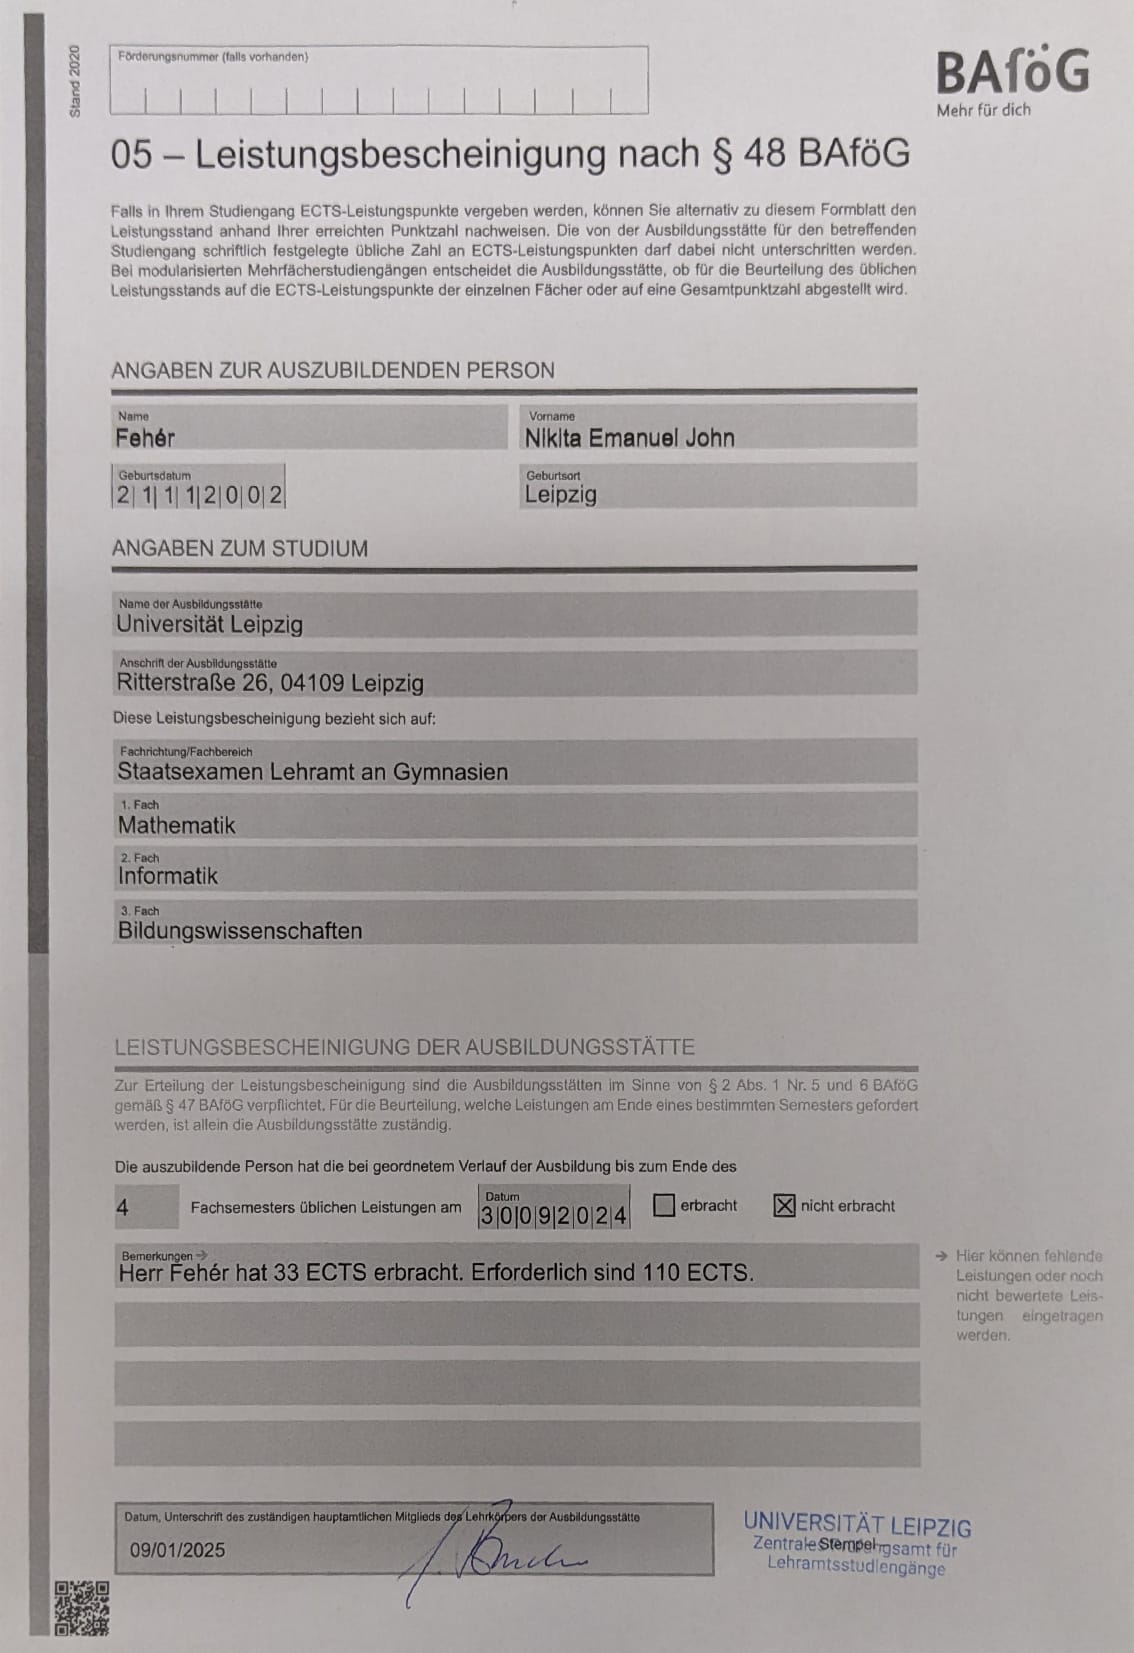 Stand 2020
Förderungsnummer (falls vorhanden)
BAföG
Mehr für dich
05 – Leistungsbescheinigung nach § 48 BAföG
Falls in Ihrem Studiengang ECTS-Leistungspunkte vergeben werden, können Sie alternativ zu diesem Formblatt den
Leistungsstand anhand Ihrer erreichten Punktzahl nachweisen. Die von der Ausbildungsstätte für den betreffenden
Studiengang schriftlich festgelegte übliche Zahl an ECTS-Leistungspunkten darf dabei nicht unterschritten werden.
Bei modularisierten Mehrfächerstudiengängen entscheidet die Ausbildungsstätte, ob für die Beurteilung des üblichen
Leistungsstands auf die ECTS-Leistungspunkte der einzelnen Fächer oder auf eine Gesamtpunktzahl abgestellt wird.
ANGABEN ZUR AUSZUBILDENDEN PERSON
Name
Fehér
Vorname
Nikita Emanuel John
Geburtsdatum
21112002
Geburtsort
Leipzig
ANGABEN ZUM STUDIUM
Name der Ausbildungsstätte
Universität Leipzig
Anschrift der Ausbildungsstätte
Ritterstraße 26, 04109 Leipzig
Diese Leistungsbescheinigung bezieht sich auf:
Fachrichtung/Fachbereich
Staatsexamen Lehramt an Gymnasien
1. Fach
Mathematik
2. Fach
Informatik
3. Fach
Bildungswissenschaften
LEISTUNGSBESCHEINIGUNG DER AUSBILDUNGSSTÄTTE
Zur Erteilung der Leistungsbescheinigung sind die Ausbildungsstätten im Sinne von § 2 Abs. 1 Nr. 5 und 6 BAföG
gemäß § 47 BAföG verpflichtet. Für die Beurteilung, welche Leistungen am Ende eines bestimmten Semesters gefordert
werden, ist allein die Ausbildungsstätte zuständig.
Die auszubildende Person hat die bei geordnetem Verlauf der Ausbildung bis zum Ende des
4 Fachsemesters üblichen Leistungen am
Datum
30092024
erbracht
nicht erbracht
Bemerkungen →
Herr Fehér hat 33 ECTS erbracht. Erforderlich sind 110 ECTS.
→ Hier können fehlende
Leistungen oder noch
nicht bewertete Leis-
tungen eingetragen
werden.
Datum, Unterschrift des zuständigen hauptamtlichen Mitglieds des Lehrkörpers der Ausbildungsstätte
09/01/2025
UNIVERSITÄT LEIPZIG
Zentrale Stempel gsamt für
Lehramtsstudiengänge